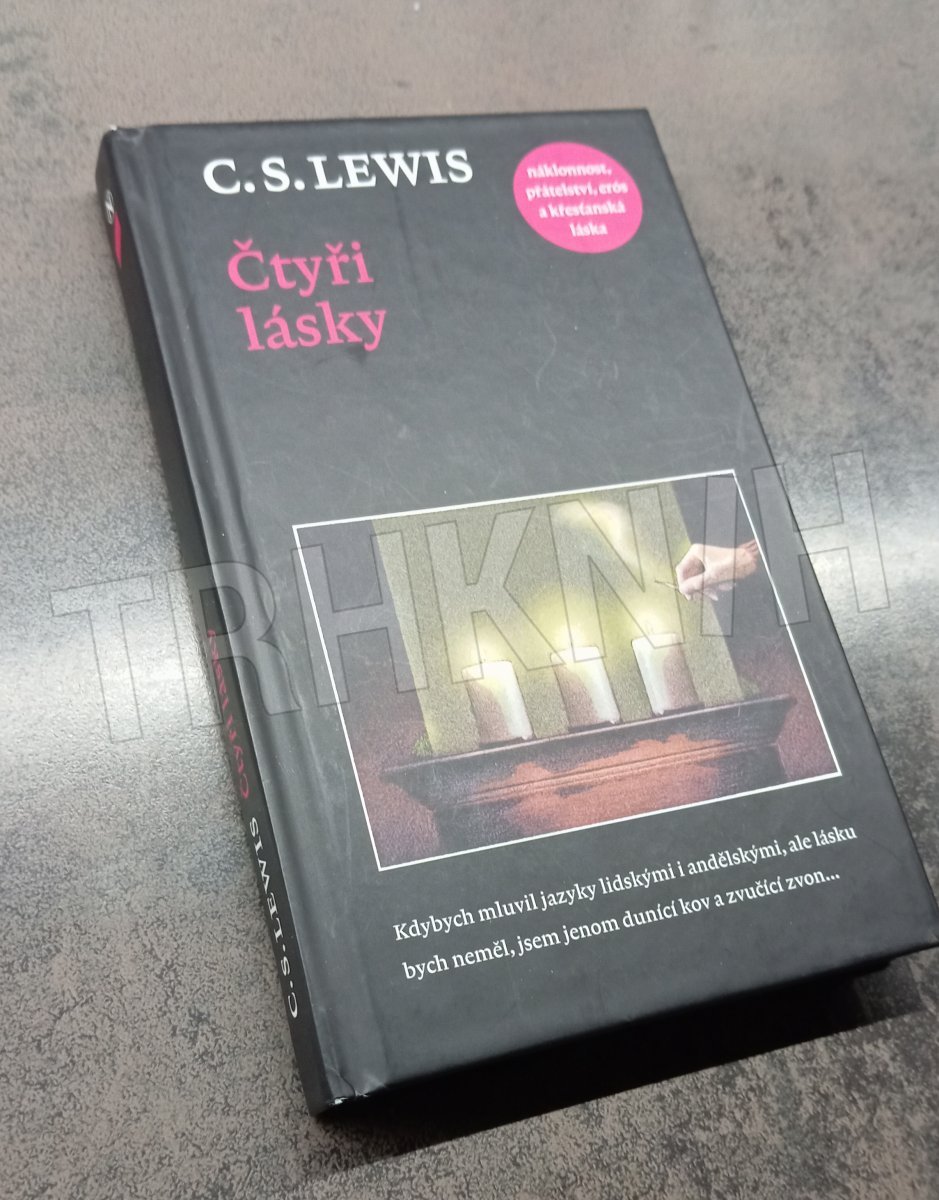 C. S. LEWIS
náklonnost,
přátelství, erós
a křesťanská
láska
Čtyři
lásky
TRHKNIH
Kdybych mluvil jazyky lidskými i andělskými, ale lásku
bych neměl, jsem jenom dunící kov a zvučící zvon...
C. S. LEWIS Čtyři lásky